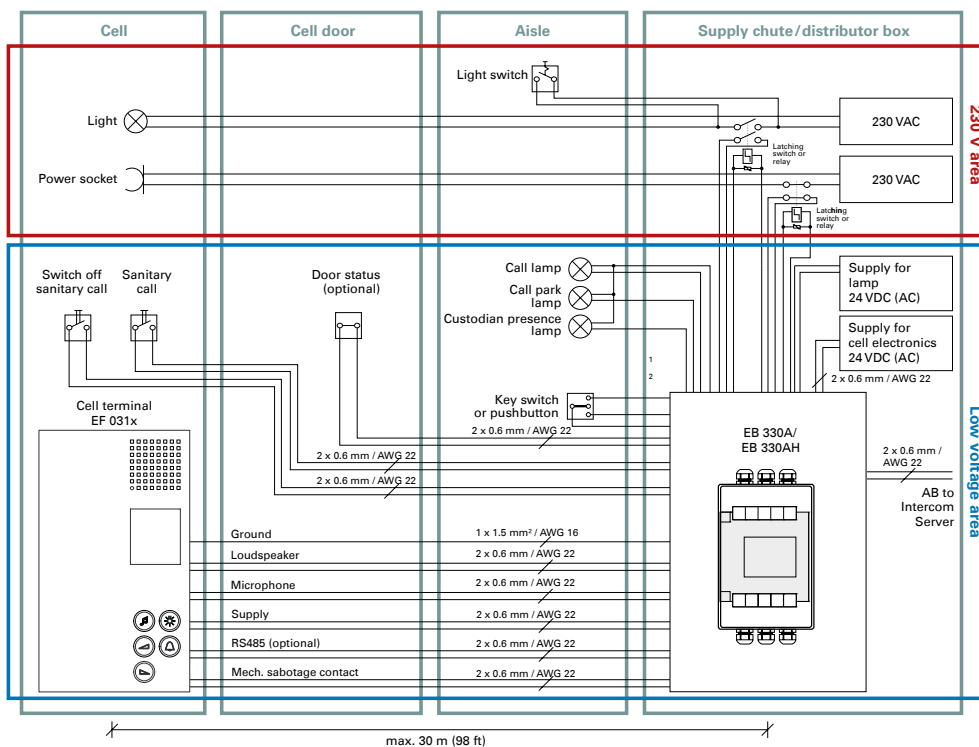 Cell
Cell door
Aisle
Supply chute/distributor box
Light switch
Light
230 VAC
Latching
switch or
relay
Power socket
230 VAC
Latching
switch or
relay
230 V area
Switch off
sanitary call
Sanitary
call
Door status
(optional)
Call lamp
Call park
lamp
Custodian presence
lamp
Supply for
lamp
24 VDC (AC)
Supply for
cell electronics
24 VDC (AC)
1
2
2 x 0.6 mm / AWG 22
Key switch
or pushbutton
Cell terminal
EF 031x
2 x 0.6 mm / AWG 22
2 x 0.6 mm / AWG 22
2 x 0.6 mm / AWG 22
EB 330A/
EB 330AH
2 x 0.6 mm /
AWG 22
AB to
Intercom
Server
Low voltage area
Ground
1 x 1.5 mm² / AWG 16
Loudspeaker
2 x 0.6 mm / AWG 22
Microphone
2 x 0.6 mm / AWG 22
Supply
2 x 0.6 mm / AWG 22
RS485 (optional)
2 x 0.6 mm / AWG 22
Mech. sabotage contact
2 x 0.6 mm / AWG 22
max. 30 m (98 ft)